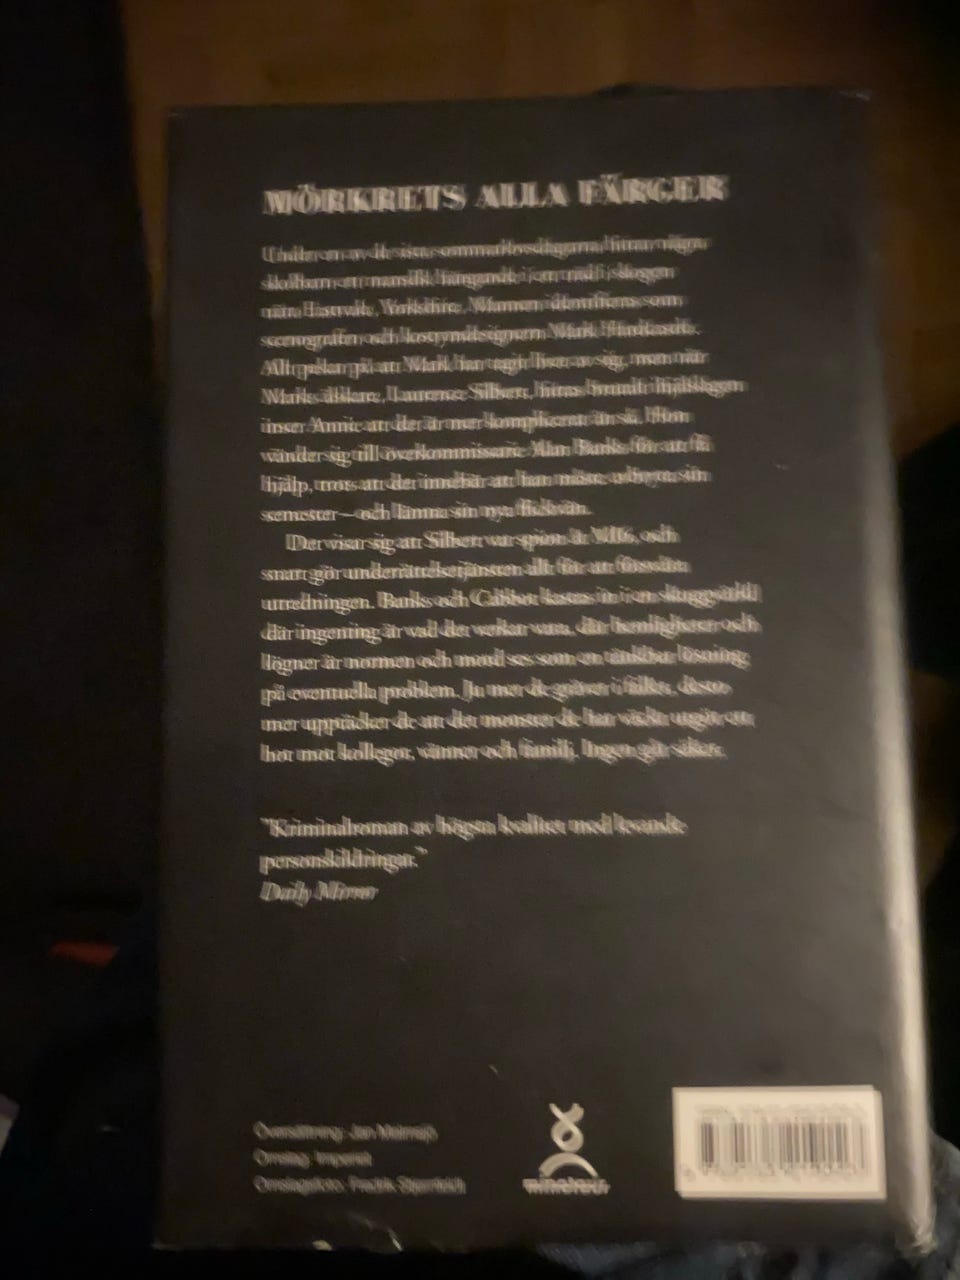 MÖRKRETS ALLA FÄRGER
Under en av de sista sommarlovsdagarna hittar några
skolbarn ett manslik hängande i ett träd i skogen
nära Eastvale, Yorkshire. Mannen identifieras som
scenografen och kostymdesignern Mark Hardcastle.
Allt pekar på att Mark har tagit livet av sig, men när
Marks älskare, Laurence Silbert, hittas brutalt ihjälslagen
inser Annie att det är mer komplicerat än så. Hon
vänder sig till överkommissarie Alan Banks för att få
hjälp, trots att det innebär att han måste avbryta sin
semester – och lämna sin nya flickvän.
Det visar sig att Silbert var spion åt MI6, och
snart gör underrättelsetjänsten allt för att försvåra
utredningen. Banks och Cabbot kastas in i en skuggvärld
där ingenting är vad det verkar vara, där hemligheter och
lögner är normen och mord ses som en tänkbar lösning
på eventuella problem. Ju mer de gräver i fallet, desto
mer upptäcker de att det monster de har väckt utgör ett
hot mot kollegor, vänner och familj. Ingen går säker.
"Kriminalroman av högsta kvalitet med levande
personskildringar."
Daily Mirror
Översättning: Jan Malmsjö
Omslag: Imperiet
Omslagsfoto: Fredrik
minotaur